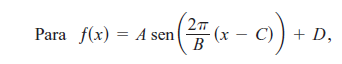 Para f(x) = A sen(2π/B (x − C)) + D,